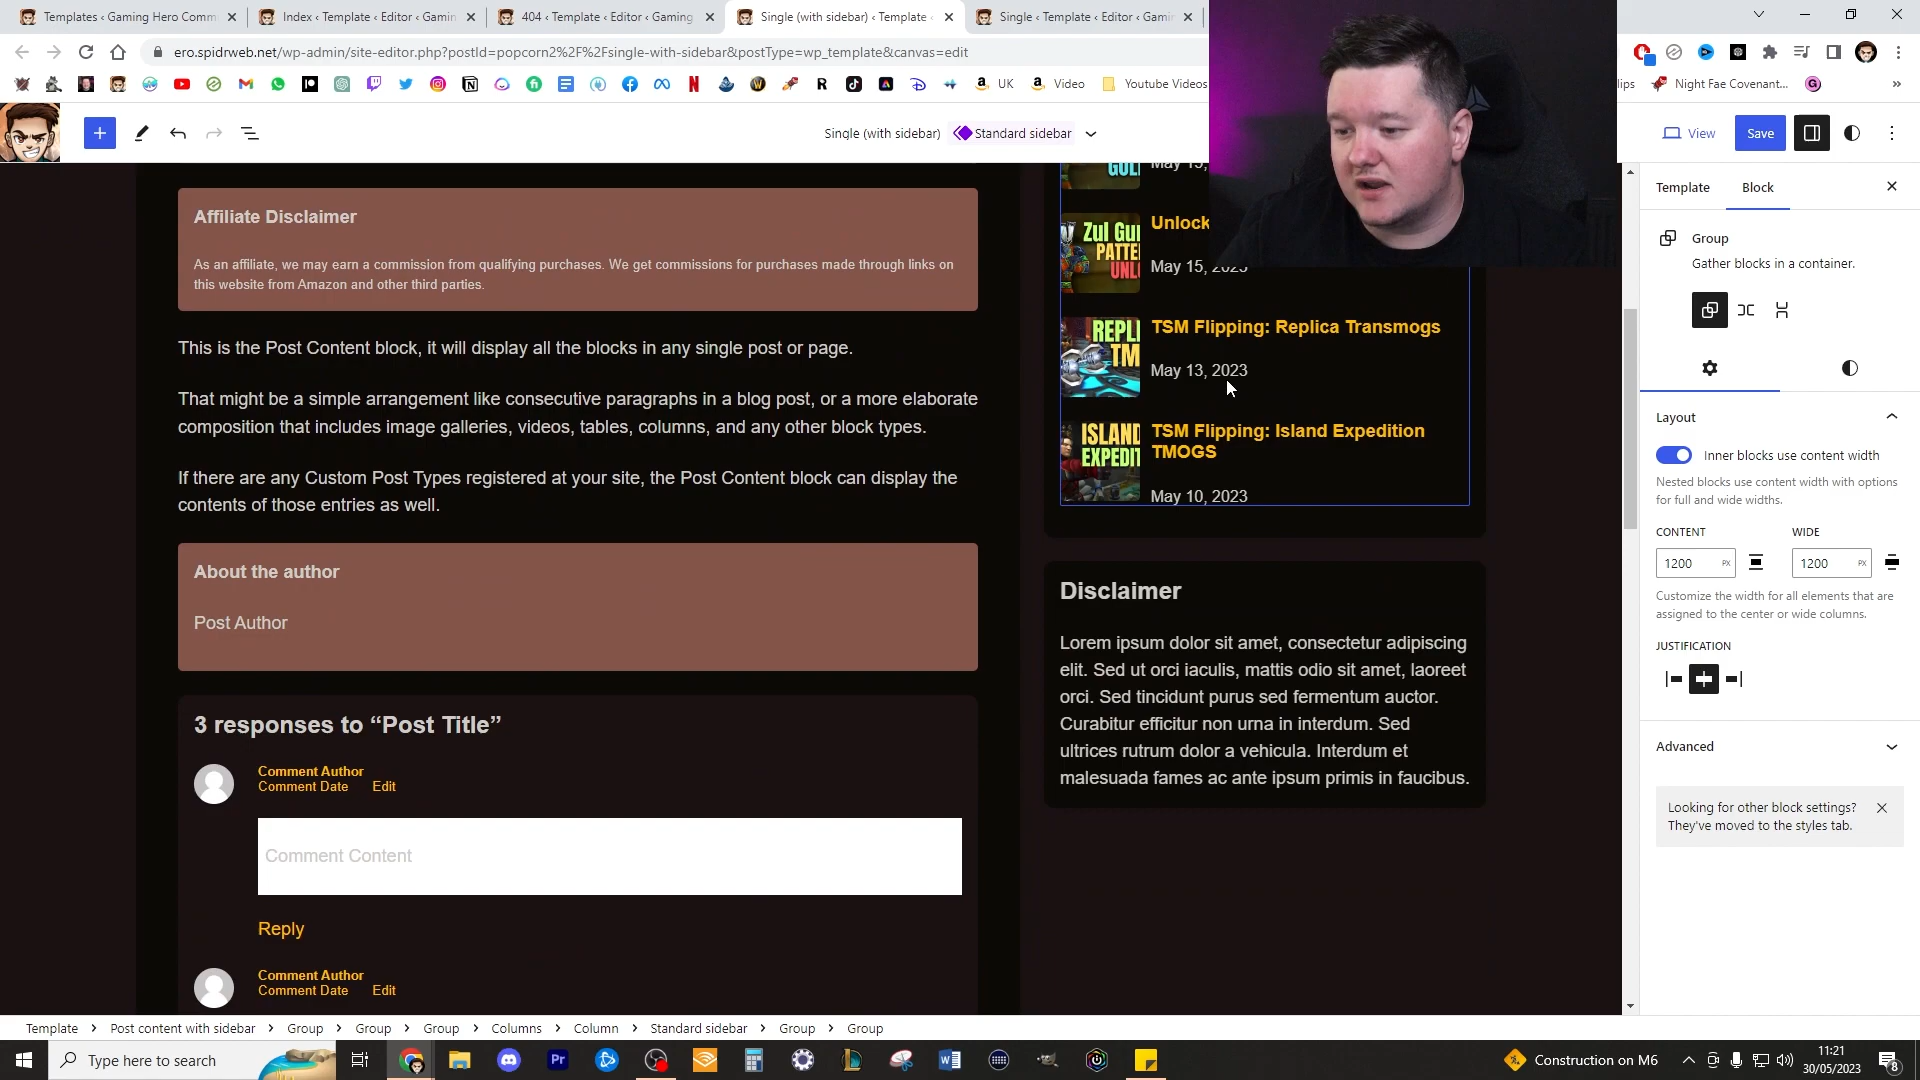 Templates ‹ Gaming Hero Comm
Index ‹ Template ‹ Editor ‹ Gamin
404 ‹ Template ‹ Editor ‹ Gaming
Single (with sidebar) ‹ Template ‹
Single ‹ Template ‹ Editor ‹ Gamin
ero.spidrweb.net/wp-admin/site-editor.php?postId=popcorn2%2F%2Fsingle-with-sidebar&postType=wp_template&canvas=edit
UK
Video
Youtube Videos
lips
Night Fae Covenant...
Single (with sidebar)
Standard sidebar
View
Save
Affiliate Disclaimer
As an affiliate, we may earn a commission from qualifying purchases. We get commissions for purchases made through links on
this website from Amazon and other third parties.
This is the Post Content block, it will display all the blocks in any single post or page.
That might be a simple arrangement like consecutive paragraphs in a blog post, or a more elaborate
composition that includes image galleries, videos, tables, columns, and any other block types.
If there are any Custom Post Types registered at your site, the Post Content block can display the
contents of those entries as well.
About the author
Post Author
3 responses to “Post Title”
Comment Author
Comment Date Edit
Comment Content
Reply
Comment Author
Comment Date Edit
Unlock
May 15, 2023
TSM Flipping: Replica Transmogs
May 13, 2023
TSM Flipping: Island Expedition
TMOGS
May 10, 2023
Disclaimer
Lorem ipsum dolor sit amet, consectetur adipiscing
elit. Sed ut orci iaculis, mattis odio sit amet, laoreet
orci. Sed tincidunt purus sed fermentum auctor.
Curabitur efficitur non urna in interdum. Sed
ultrices rutrum dolor a vehicula. Interdum et
malesuada fames ac ante ipsum primis in faucibus.
Template
Block
Group
Gather blocks in a container.
Layout
Inner blocks use content width
Nested blocks use content width with options
for full and wide widths.
CONTENT
WIDE
1200 PX
1200 PX
Customize the width for all elements that are
assigned to the center or wide columns.
JUSTIFICATION
Advanced
Looking for other block settings?
They've moved to the styles tab.
Template > Post content with sidebar > Group > Group > Group > Columns > Column > Standard sidebar > Group > Group
Type here to search
Construction on M6
11:21
30/05/2023
8